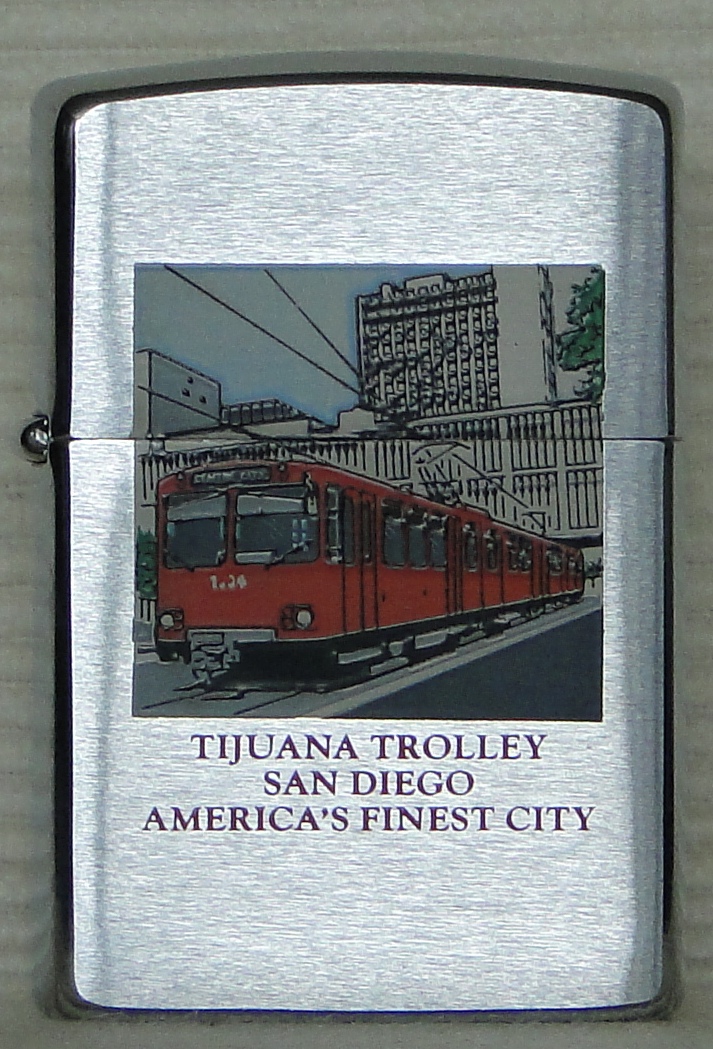 TIJUANA TROLLEY
SAN DIEGO
AMERICA'S FINEST CITY